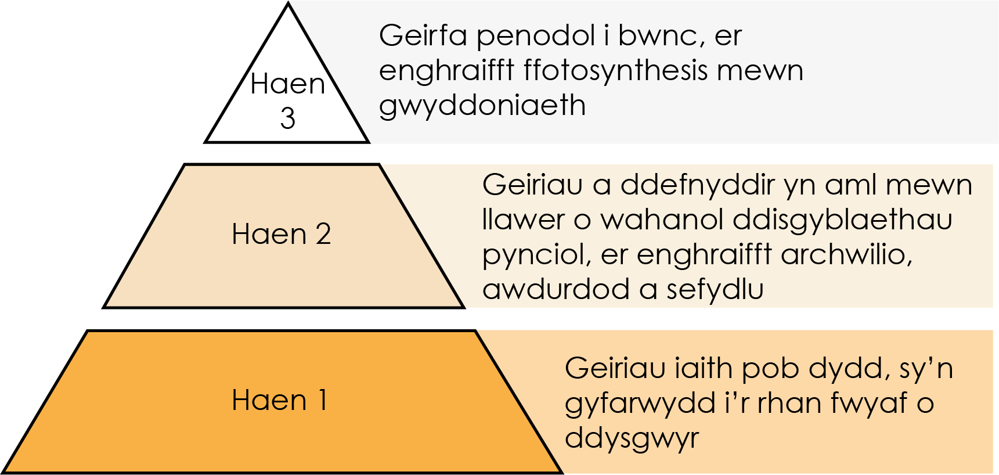 Haen
3
Geirfa penodol i bwnc, er
enghraifft ffotosynthesis mewn
gwyddoniaeth
Haen 2
Geiriau a ddefnyddir yn aml mewn
llawer o wahanol ddisgyblaethau
pynciol, er enghraifft archwilio,
awdurdod a sefydlu
Haen 1
Geiriau iaith pob dydd, sy’n
gyfarwydd i’r rhan fwyaf o
ddysgwyr